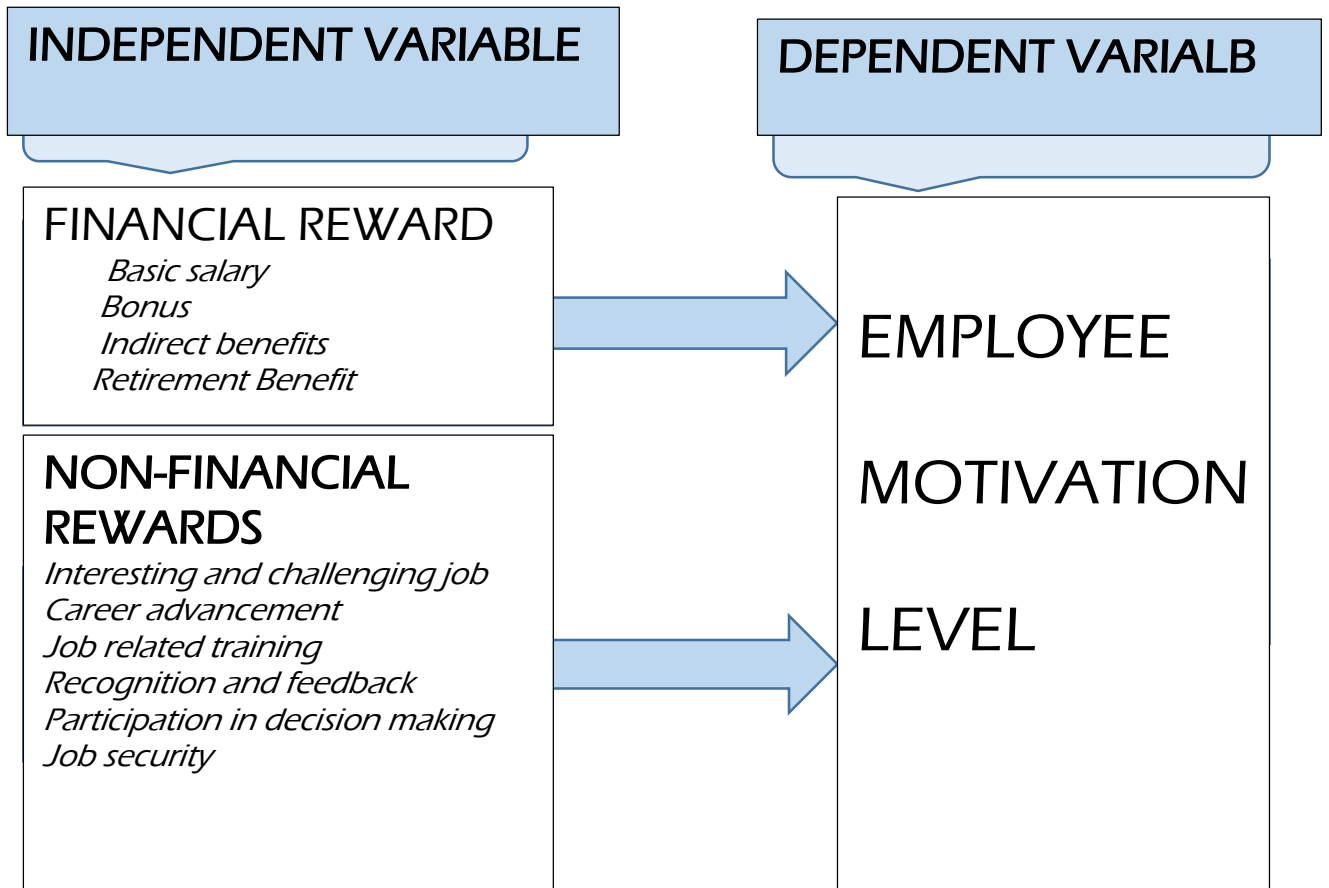 INDEPENDENT VARIABLE
FINANCIAL REWARD
Basic salary
Bonus
Indirect benefits
Retirement Benefit
NON-FINANCIAL
REWARDS
Interesting and challenging job
Career advancement
Job related training
Recognition and feedback
Participation in decision making
Job security
DEPENDENT VARIALB
EMPLOYEE
MOTIVATION
LEVEL